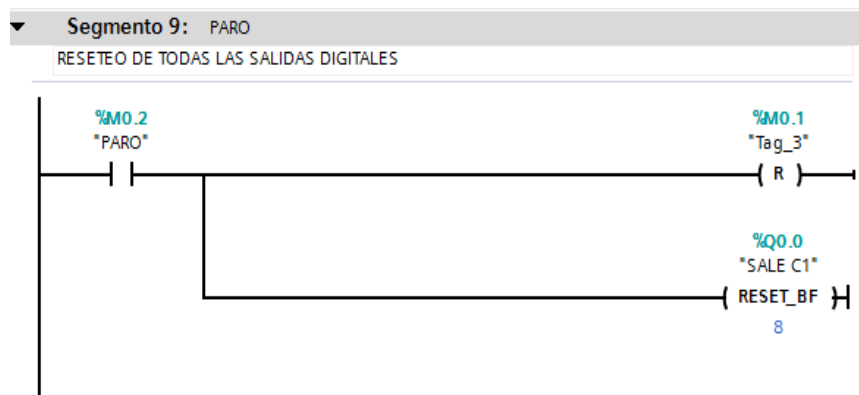 Segmento 9: PARO
RESETEO DE TODAS LAS SALIDAS DIGITALES
%M0.2
"PARO"
%M0.1
"Tag_3"
R
%Q0.0
"SALE C1"
RESET_BF
8